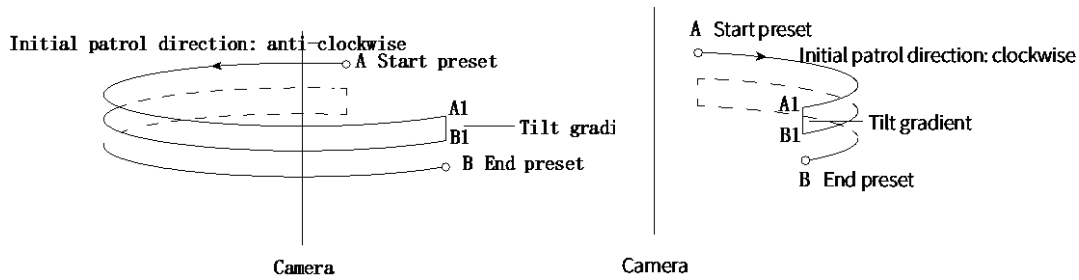 Initial patrol direction: anti-clockwise
A Start preset
A1
B1
Tilt gradi
B End preset
Camera
A Start preset
Initial patrol direction: clockwise
A1
B1
Tilt gradient
B End preset
Camera